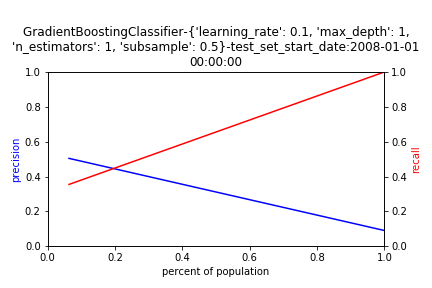 GradientBoostingClassifier-{'learning_rate': 0.1, 'max_depth': 1,
'n_estimators': 1, 'subsample': 0.5}-test_set_start_date:2008-01-01
00:00:00
1.0
0.8
0.6
0.4
0.2
0.0
precision
1.0
0.8
0.6
0.4
0.2
0.0
recall
0.0 0.2 0.4 0.6 0.8 1.0
percent of population